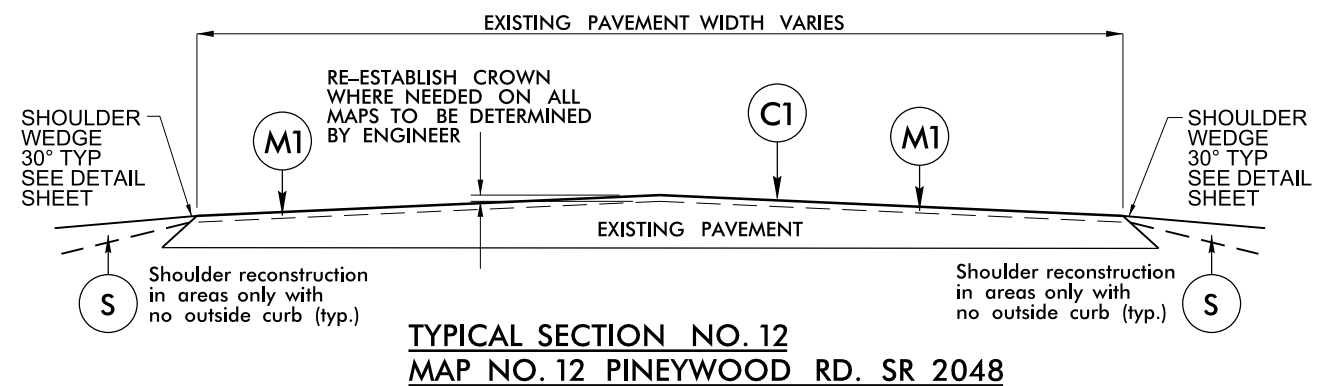 EXISTING PAVEMENT WIDTH VARIES
RE-ESTABLISH CROWN
WHERE NEEDED ON ALL
MAPS TO BE DETERMINED
BY ENGINEER
SHOULDER
WEDGE
30° TYP
SEE DETAIL
SHEET
M1
C1
M1
SHOULDER
WEDGE
30° TYP
SEE DETAIL
SHEET
EXISTING PAVEMENT
S
Shoulder reconstruction
in areas only with
no outside curb (typ.)
Shoulder reconstruction
in areas only with
no outside curb (typ.)
S
TYPICAL SECTION NO. 12
MAP NO. 12 PINEYWOOD RD. SR 2048